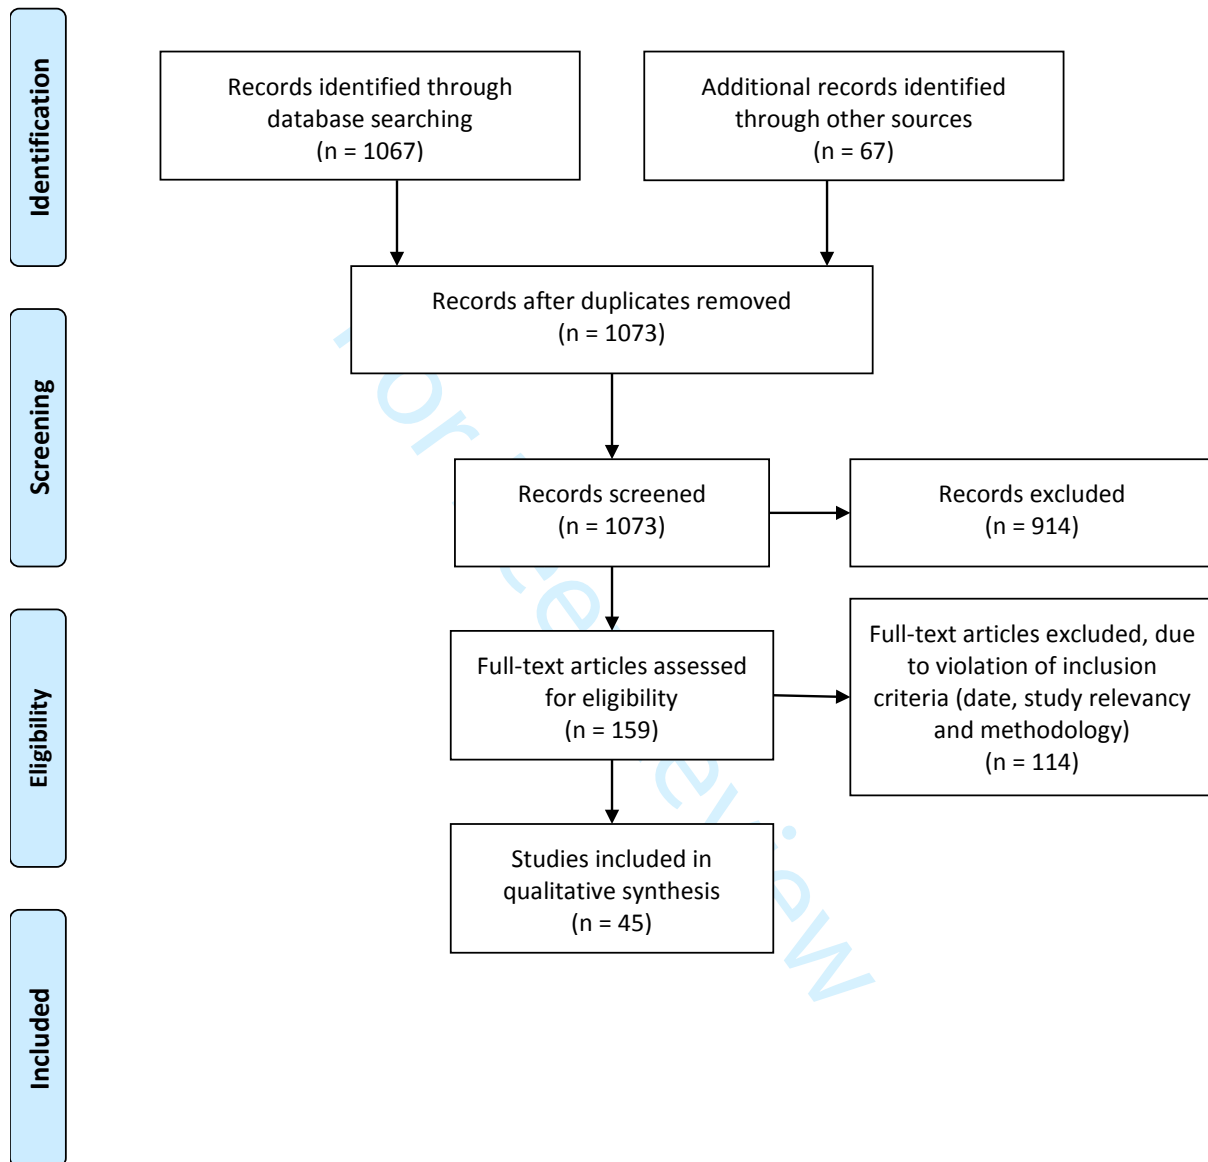 Identification
Records identified through
database searching
(n = 1067)
Additional records identified
through other sources
(n = 67)
Records after duplicates removed
(n = 1073)
Screening
Records screened
(n = 1073)
Records excluded
(n = 914)
Eligibility
Full-text articles assessed
for eligibility
(n = 159)
Full-text articles excluded, due
to violation of inclusion
criteria (date, study relevancy
and methodology)
(n = 114)
Studies included in
qualitative synthesis
(n = 45)
Included